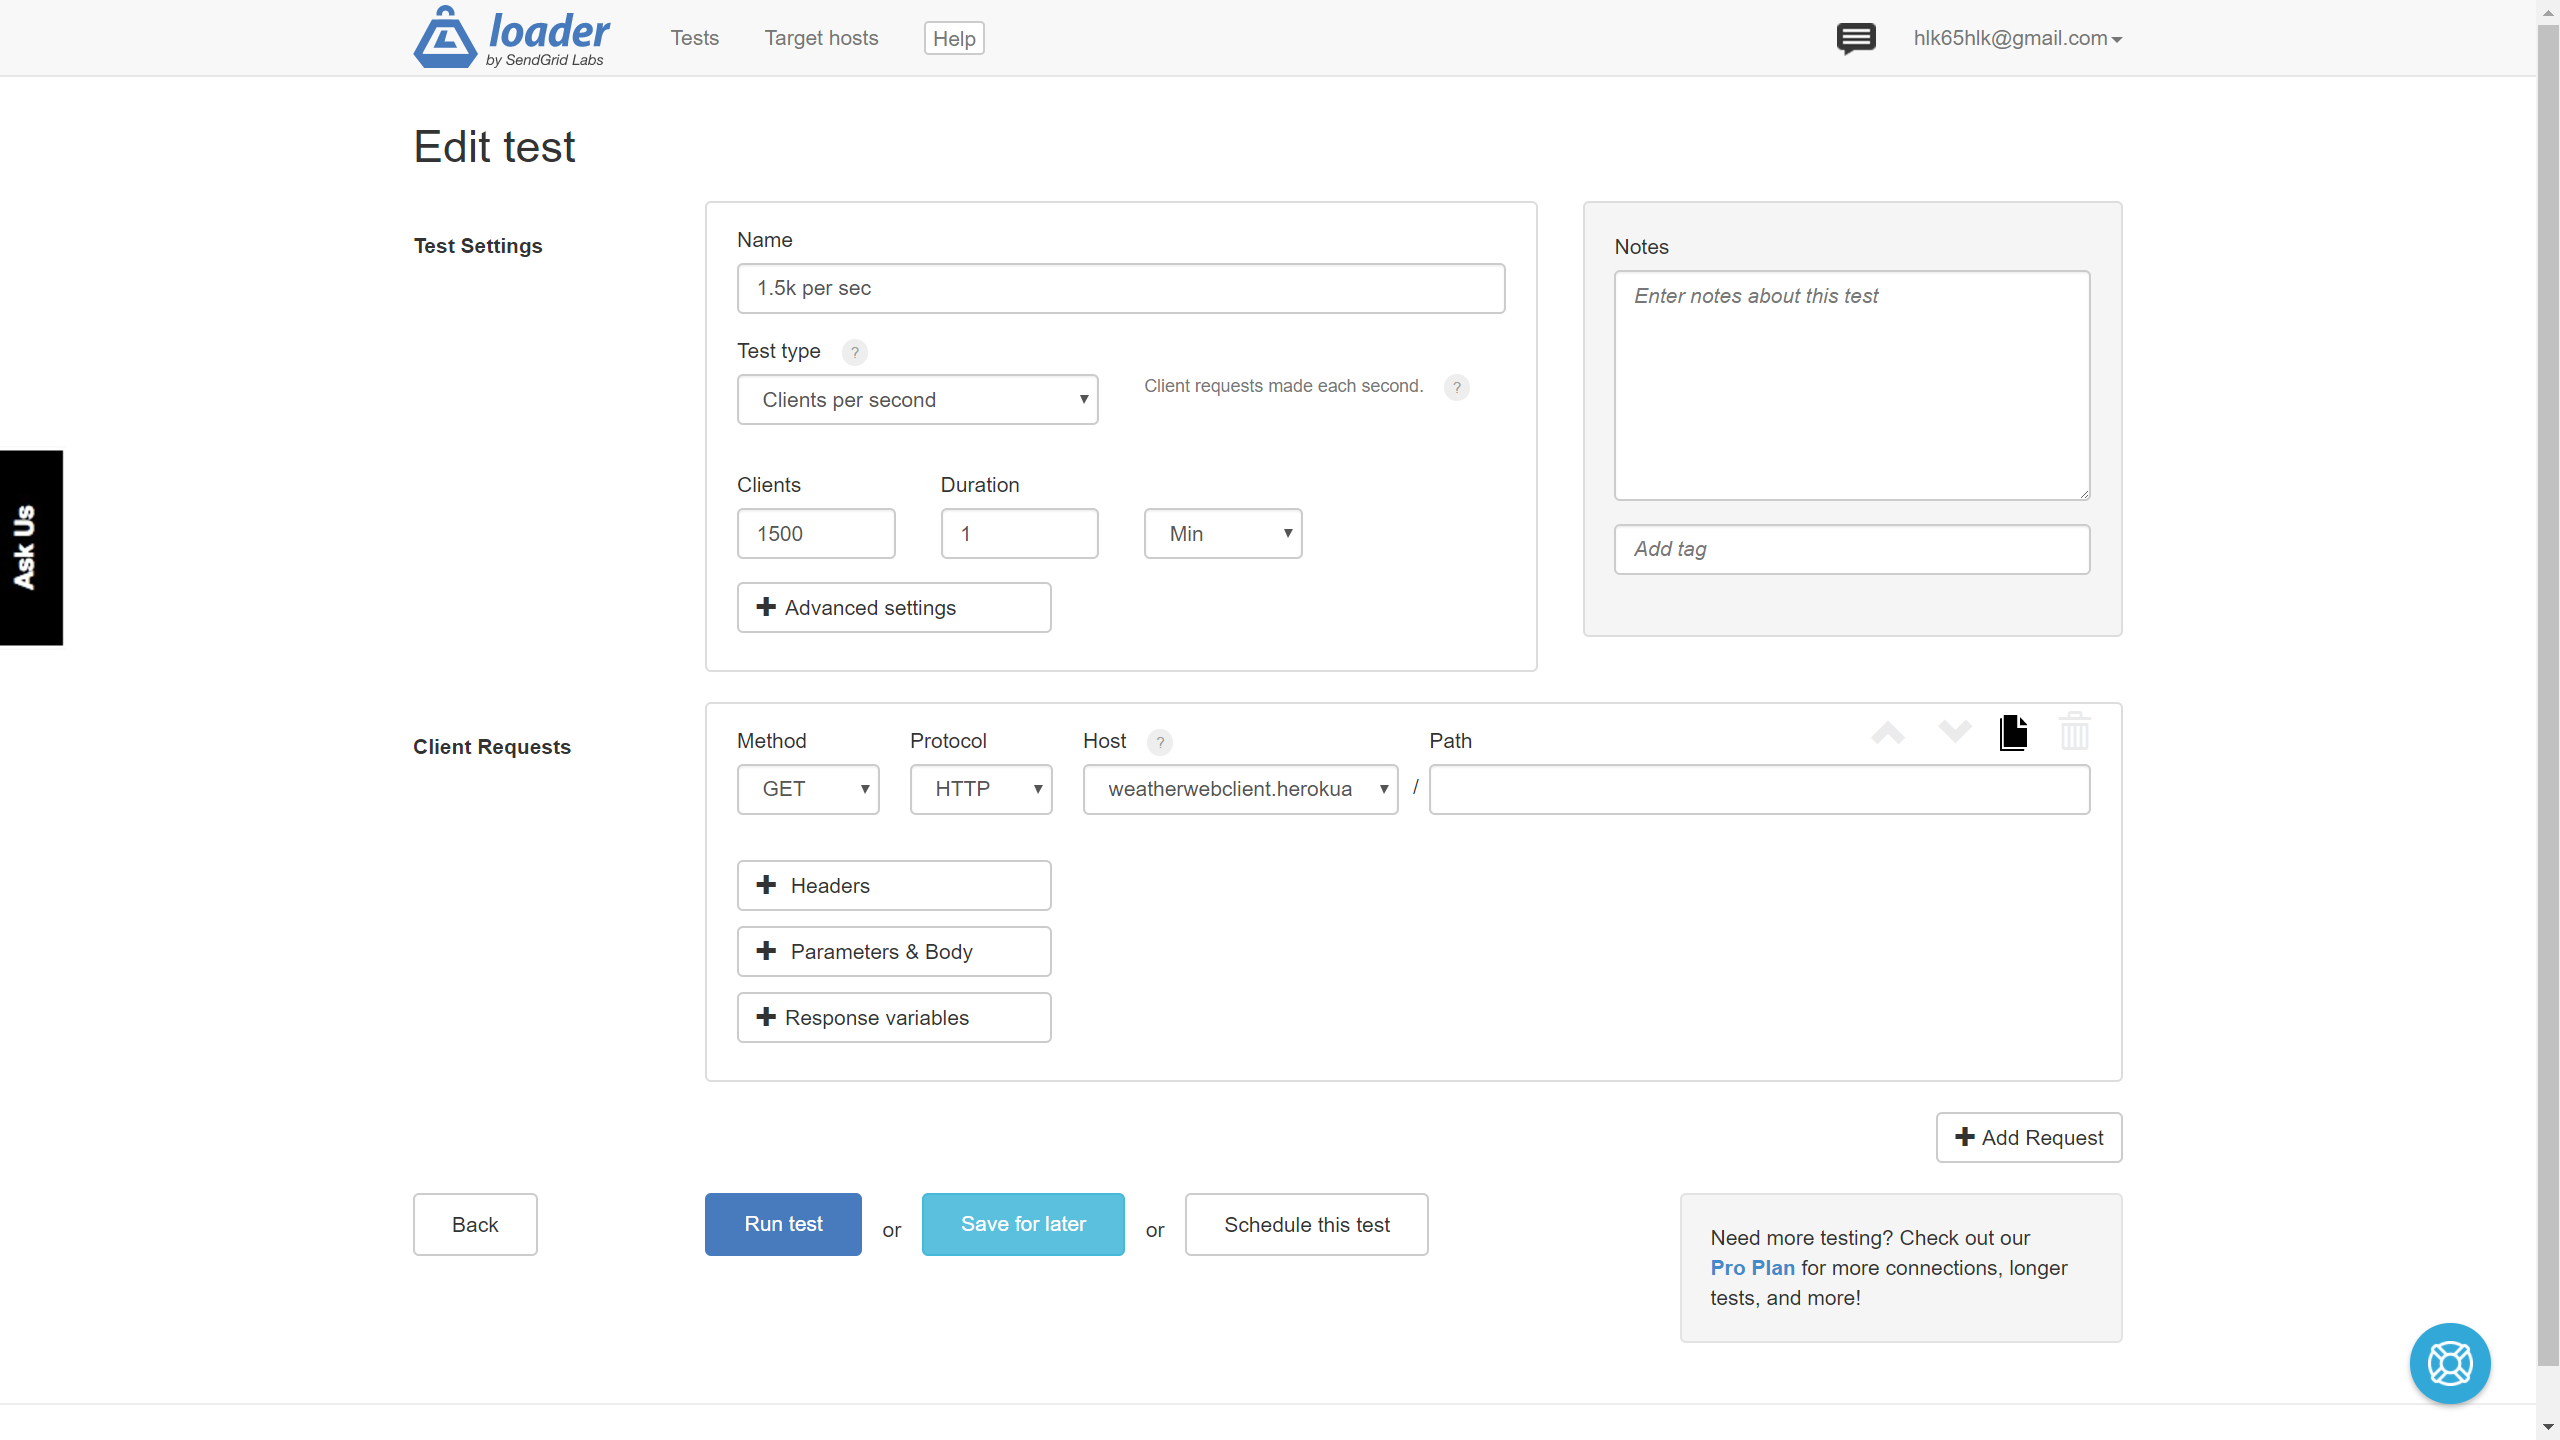 loader
by SendGrid Labs
Tests
Target hosts
Help
hlk65hlk@gmail.com
Edit test
Test Settings
Name
1.5k per sec
Test type ?
Clients per second
Client requests made each second. ?
Clients
Duration
1500
1
Min
Advanced settings
Notes
Enter notes about this test
Add tag
Ask Us
Client Requests
Method
Protocol
Host ?
Path
GET
HTTP
weatherwebclient.herokua
/
Headers
Parameters & Body
Response variables
Add Request
Back
Run test
or
Save for later
or
Schedule this test
Need more testing? Check out our
Pro Plan for more connections, longer
tests, and more!